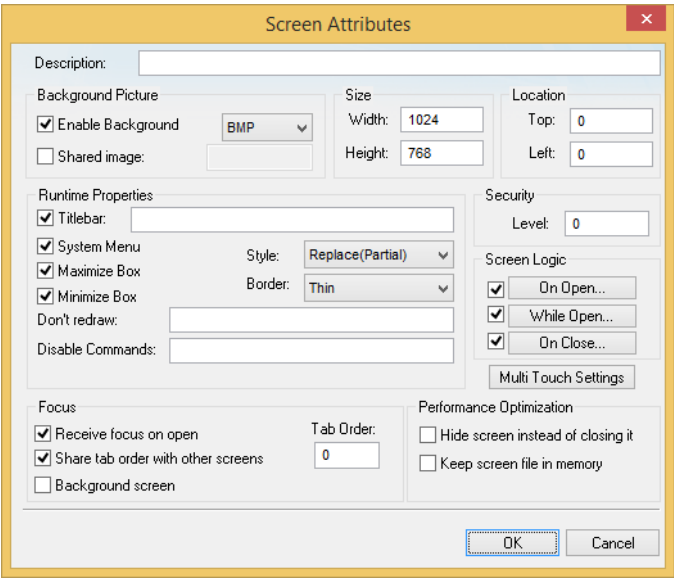 Screen Attributes
Description:
Background Picture
Enable Background
BMP
Shared image:
Size
Width: 1024
Height: 768
Location
Top: 0
Left: 0
Runtime Properties
Titlebar:
System Menu
Maximize Box
Minimize Box
Style: Replace(Partial)
Border: Thin
Don't redraw:
Disable Commands:
Security
Level: 0
Screen Logic
On Open...
While Open...
On Close...
Multi Touch Settings
Focus
Receive focus on open
Share tab order with other screens
Background screen
Tab Order:
0
Performance Optimization
Hide screen instead of closing it
Keep screen file in memory
OK
Cancel